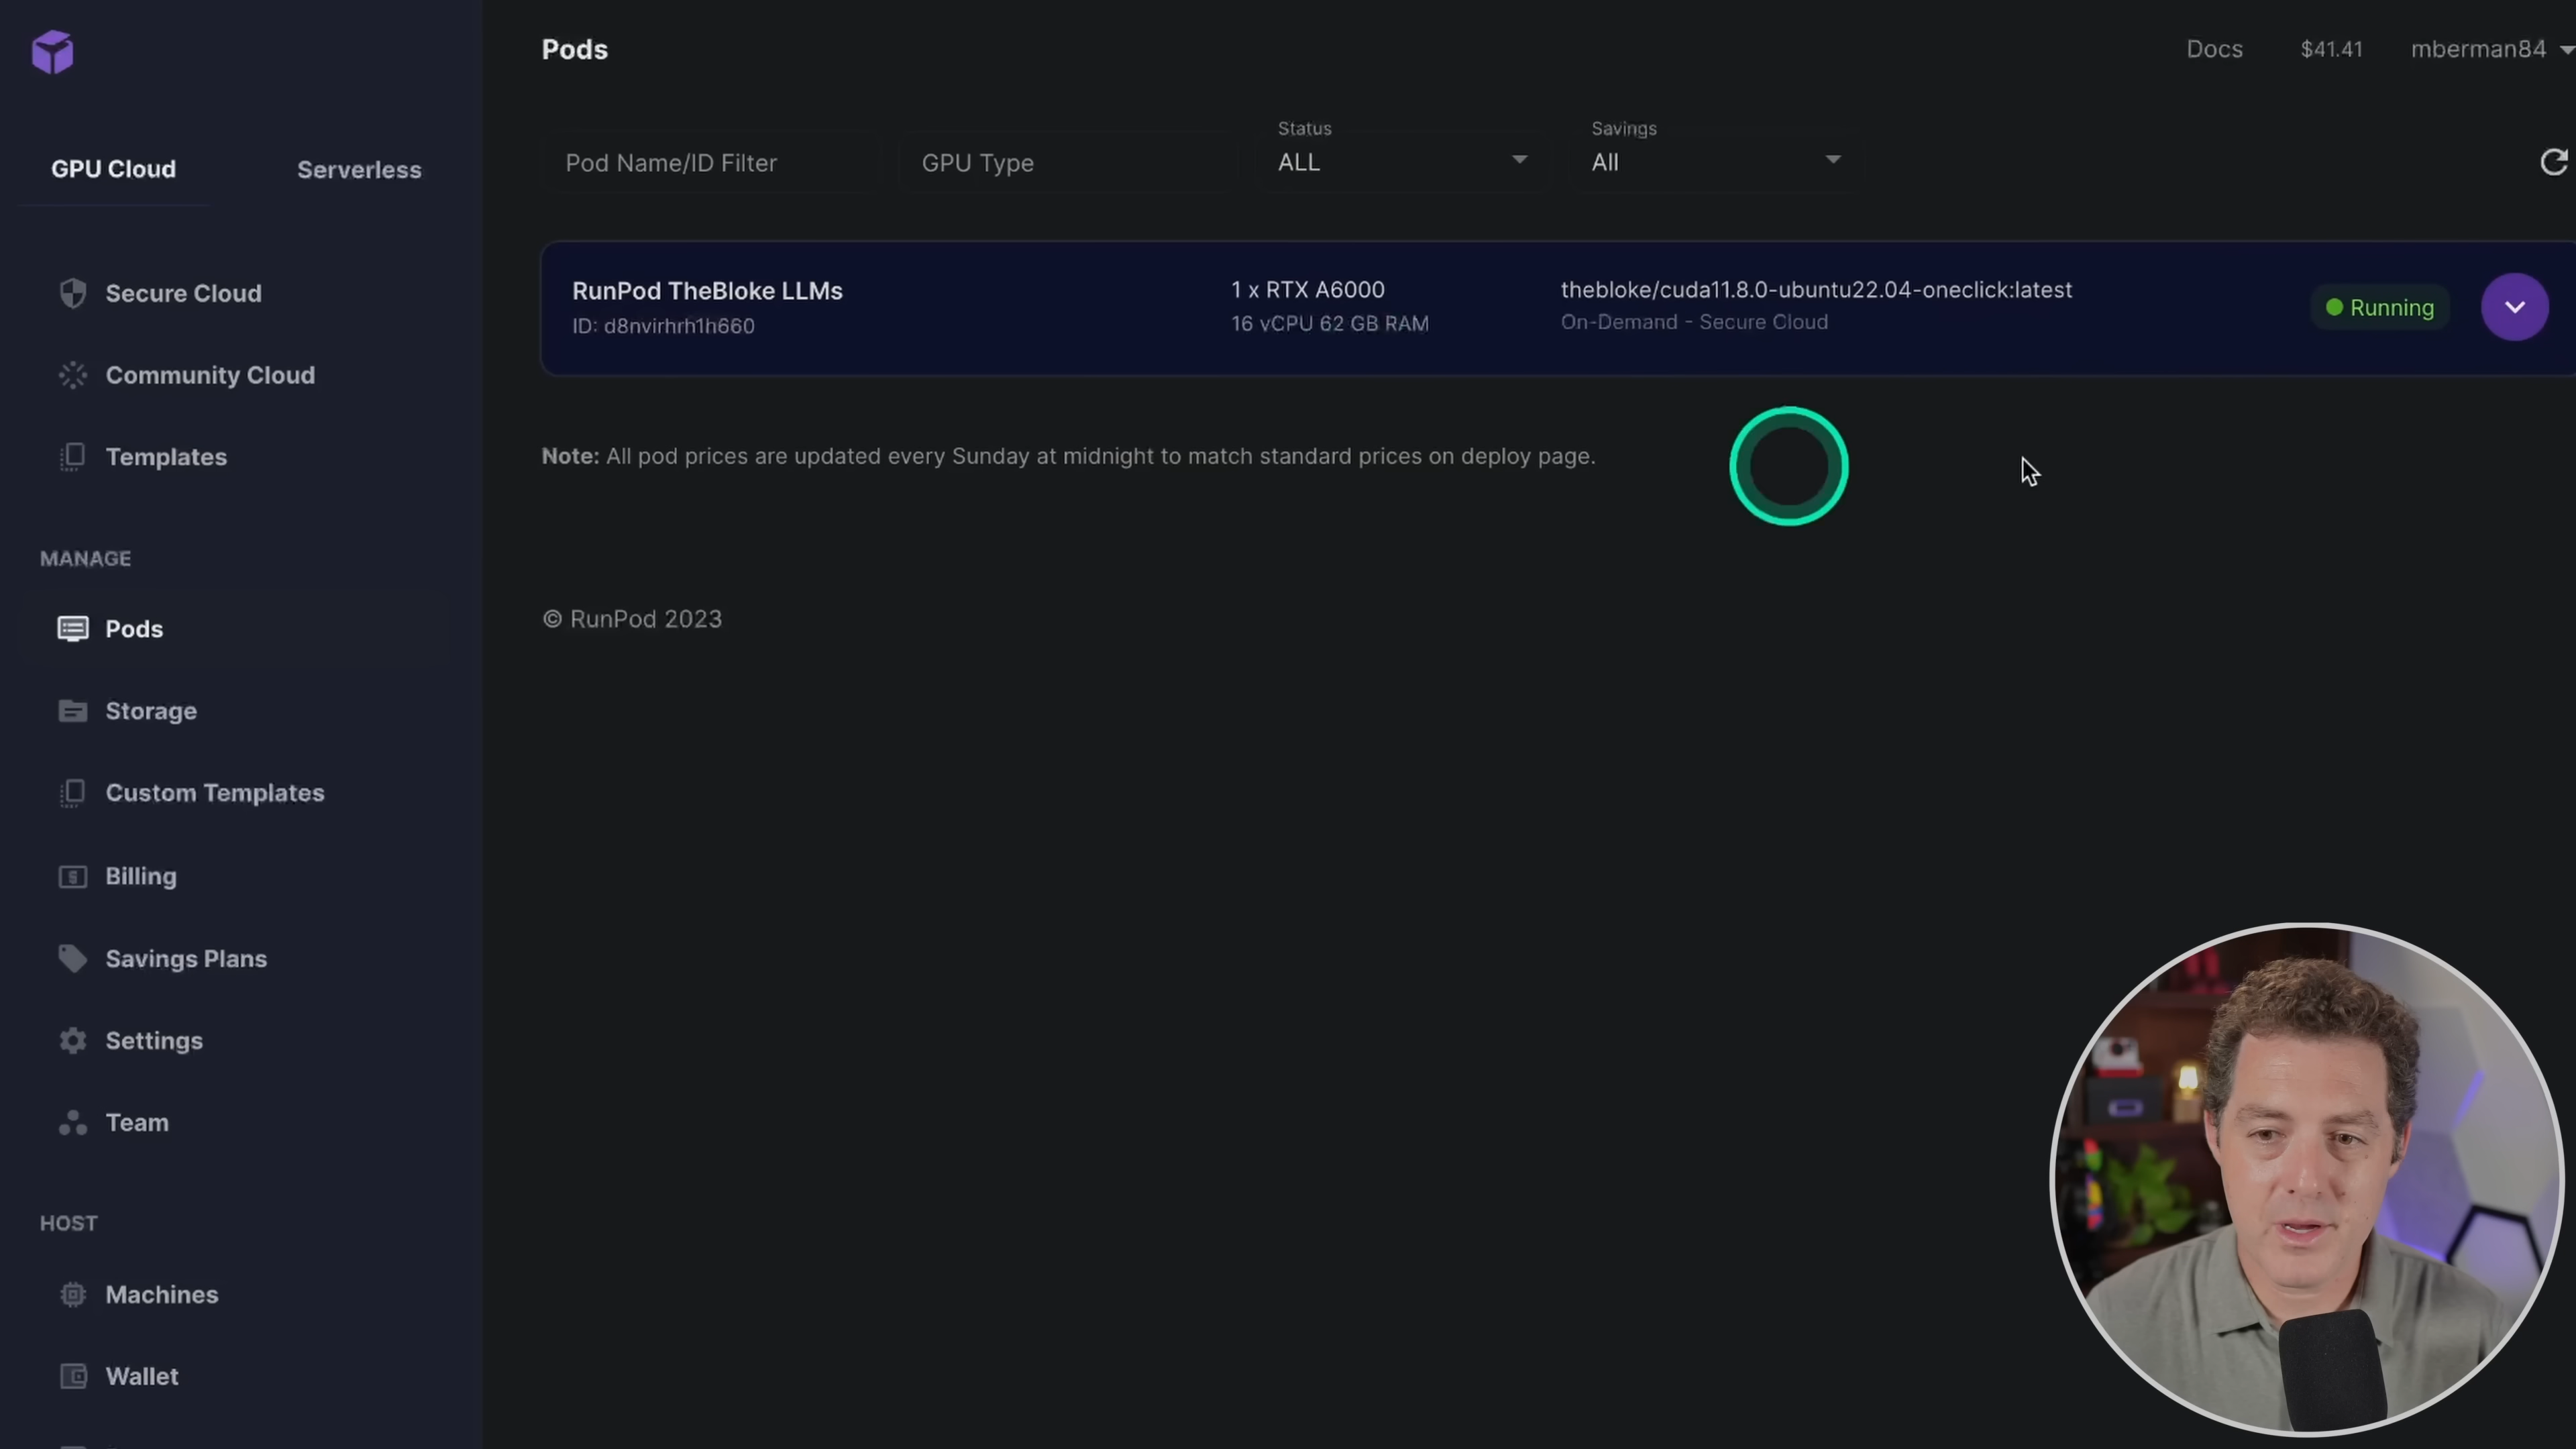 Pods
Docs
$41.41
mberman84
GPU Cloud
Serverless
Pod Name/ID Filter
GPU Type
Status
ALL
Savings
All
Secure Cloud
Community Cloud
Templates
RunPod TheBloke LLMs
ID: d8nvirhrh1h660
1 x RTX A6000
16 vCPU 62 GB RAM
thebloke/cuda11.8.0-ubuntu22.04-oneclick:latest
On-Demand - Secure Cloud
Running
Note: All pod prices are updated every Sunday at midnight to match standard prices on deploy page.
© RunPod 2023
MANAGE
Pods
Storage
Custom Templates
Billing
Savings Plans
Settings
Team
HOST
Machines
Wallet